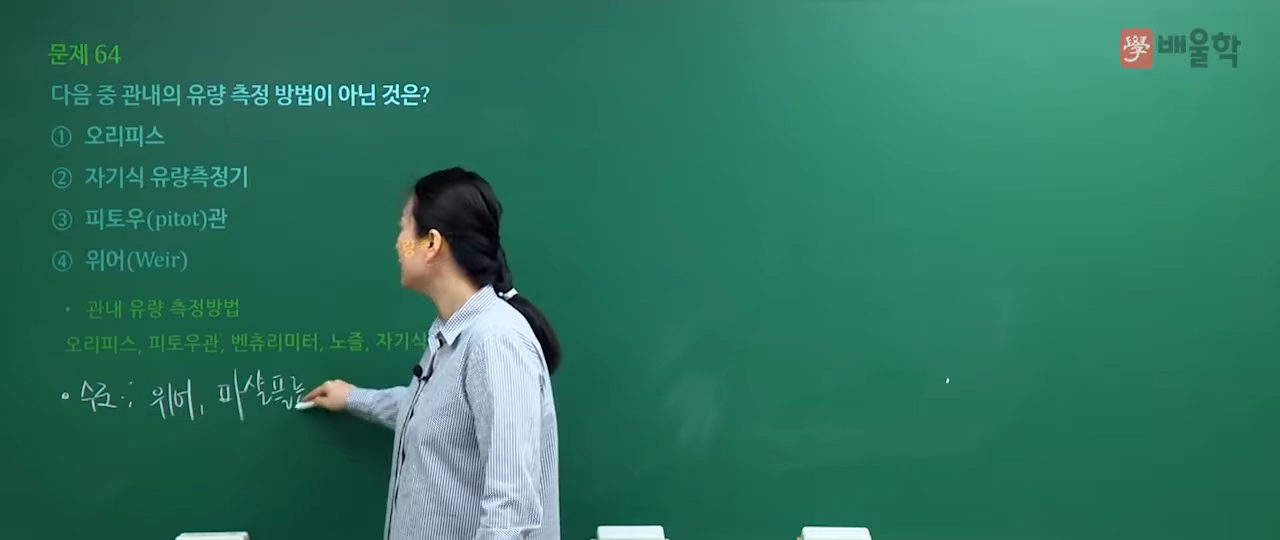 문제 64
學 배울학
다음 중 관내의 유량 측정 방법이 아닌 것은?
① 오리피스
② 자기식 유량측정기
③ 피토우(pitot)관
④ 위어(Weir)
• 관내 유량 측정방법
오리피스, 피토우관, 벤츄리미터, 노즐, 자기식
• 수로 : 위어, 파샬플룸